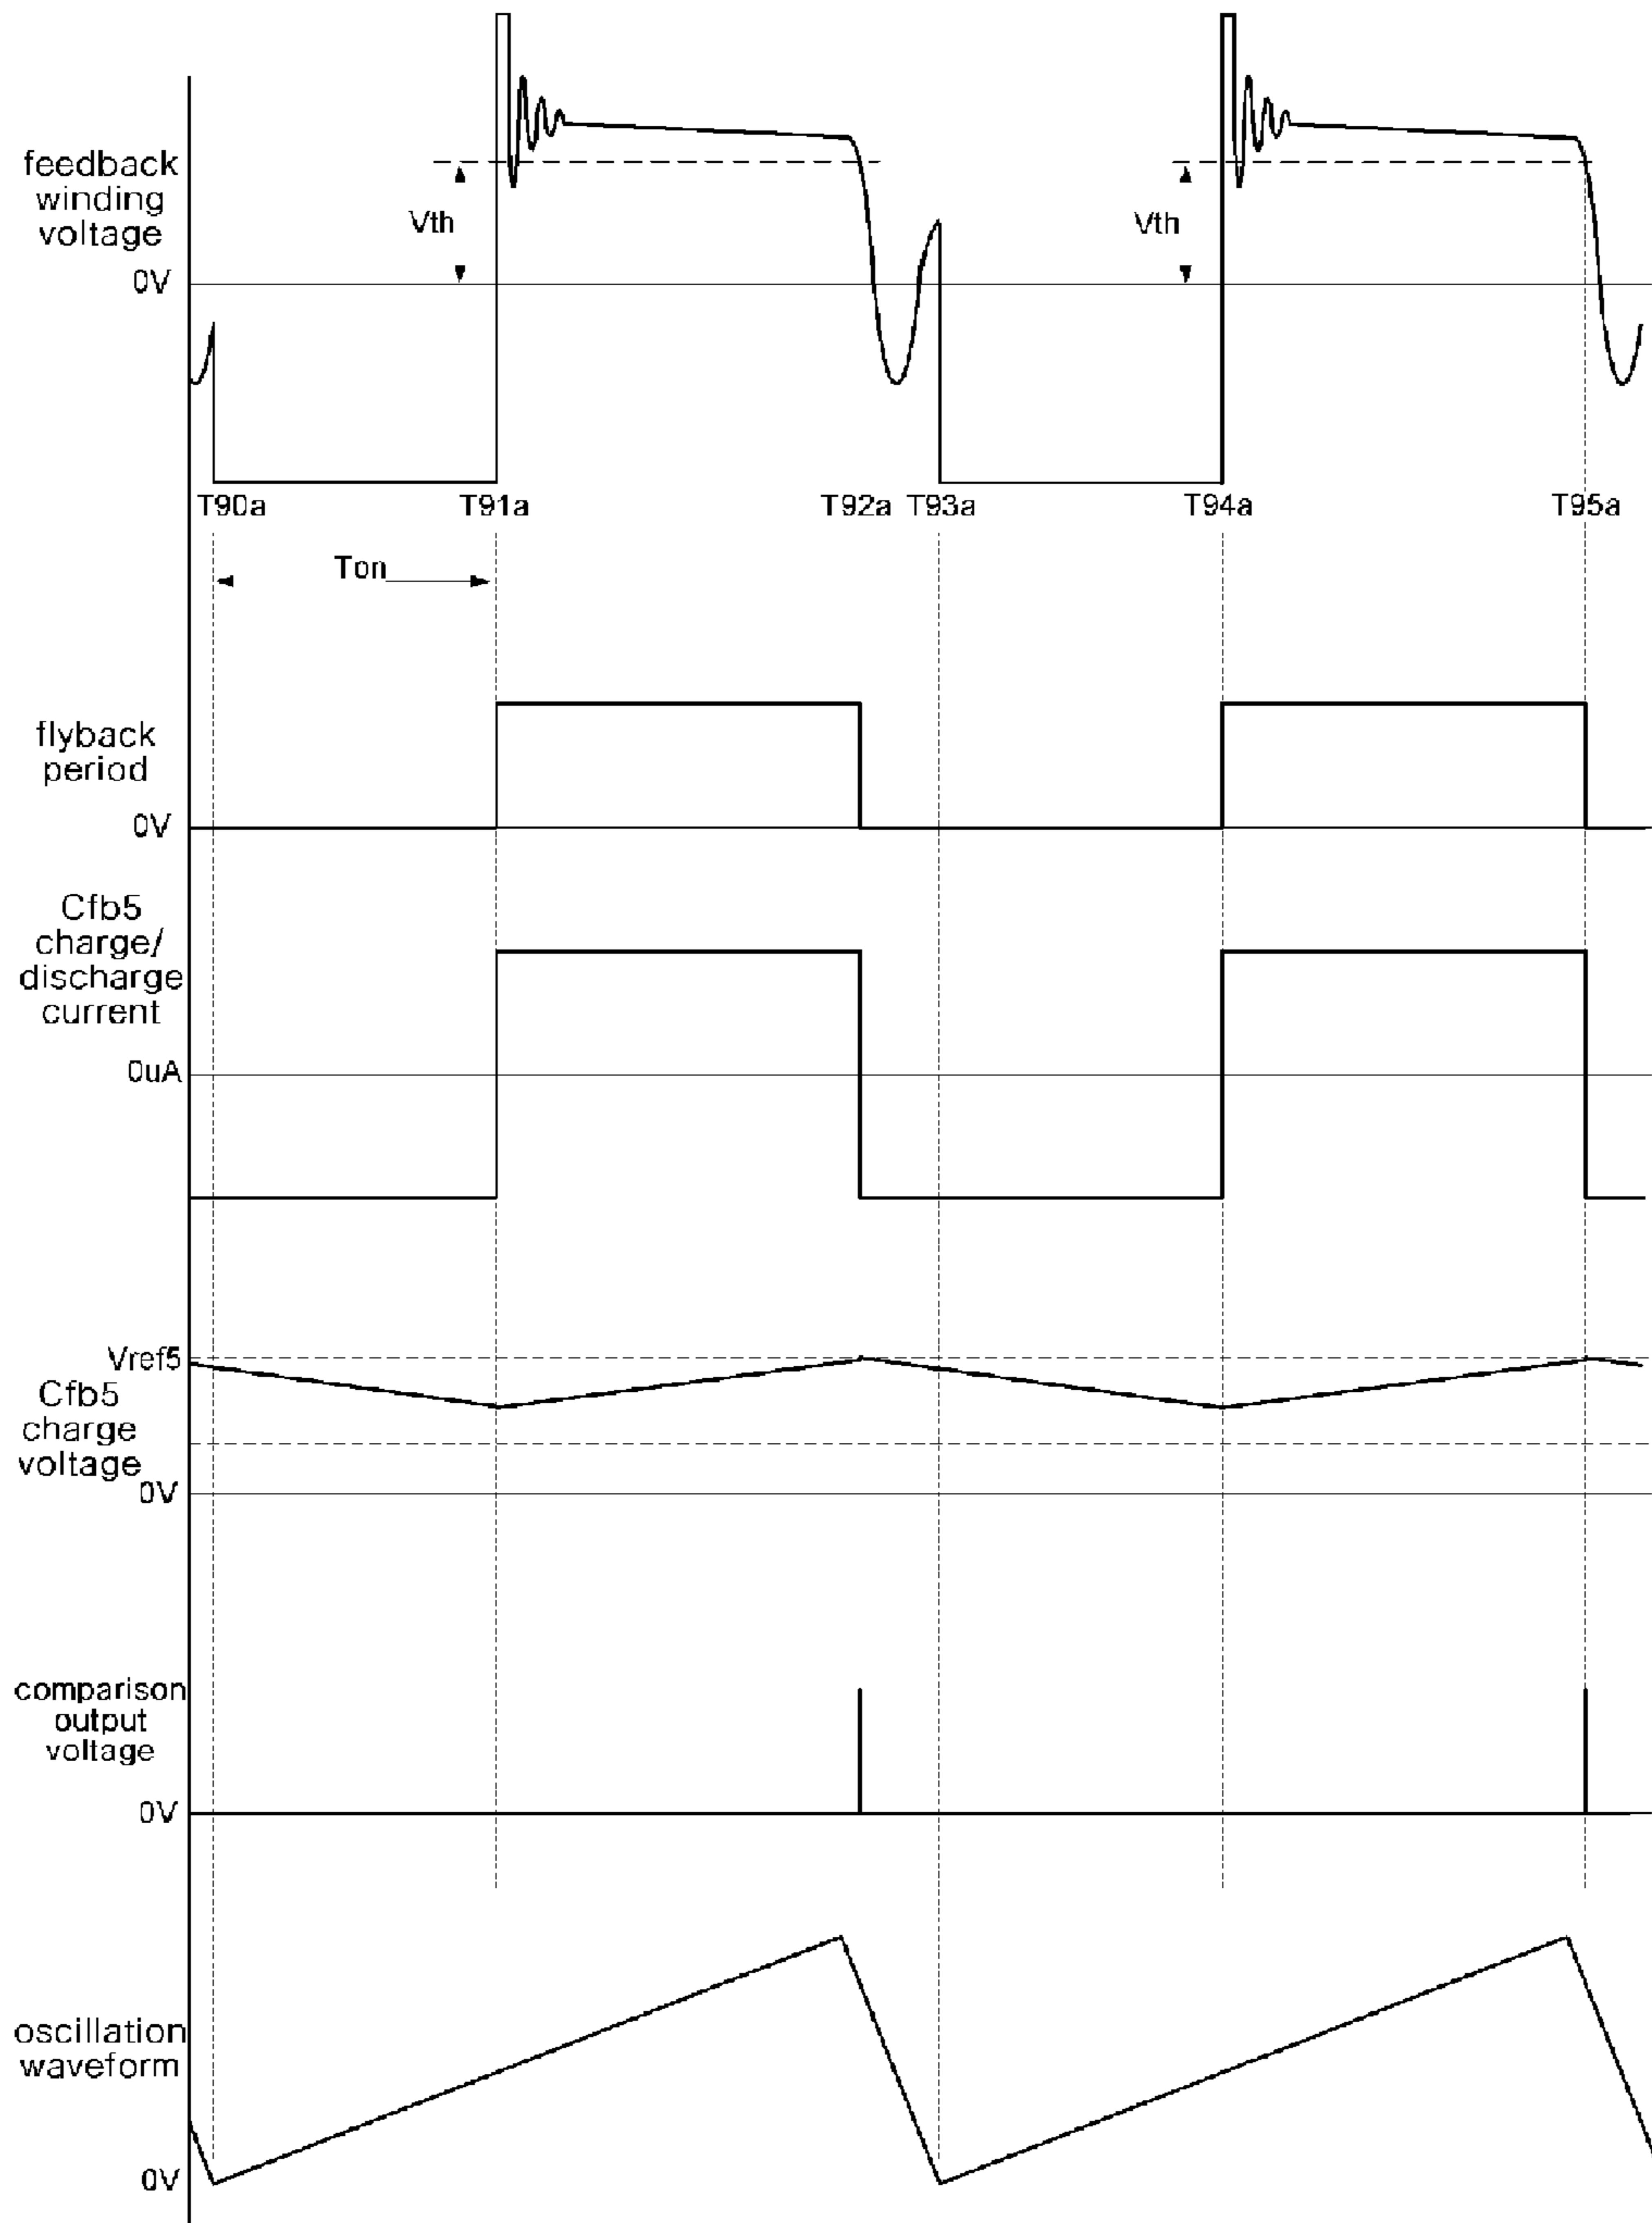 feedback
winding
voltage
Vth
Vth
0V
T90a
T91a
T92a
T93a
T94a
T95a
Ton
flyback
period
0V
Cfb5
charge/
discharge
current
0uA
Vref5
Cfb5
charge
voltage
0V
comparison
output
voltage
0V
oscillation
waveform
0V